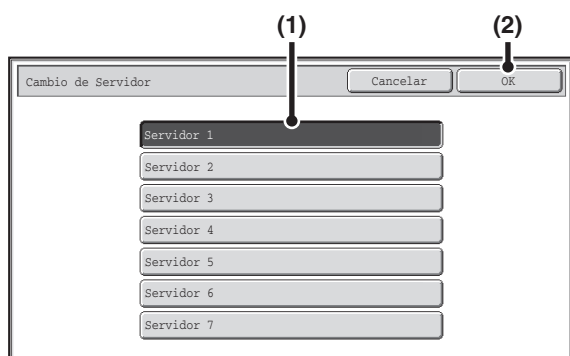 (1) (2)
Cambio de Servidor Cancelar OK
Servidor 1
Servidor 2
Servidor 3
Servidor 4
Servidor 5
Servidor 6
Servidor 7